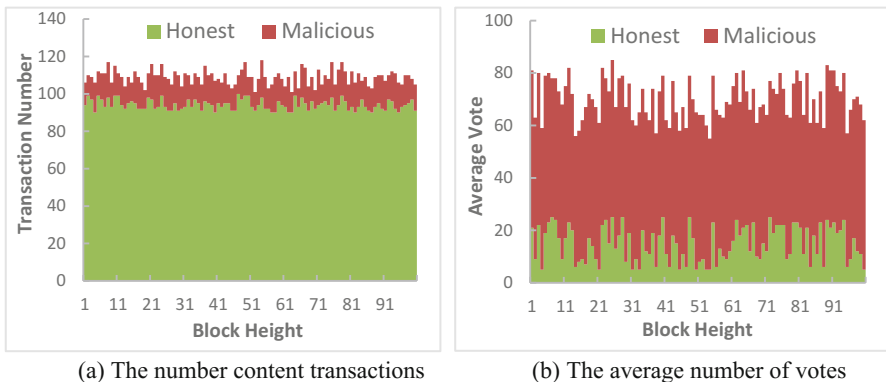 Honest Malicious
Transaction Number
140
120
100
80
60
40
20
0
1 11 21 31 41 51 61 71 81 91
Block Height
(a) The number content transactions
Honest Malicious
Average Vote
100
80
60
40
20
0
1 11 21 31 41 51 61 71 81 91
Block Height
(b) The average number of votes